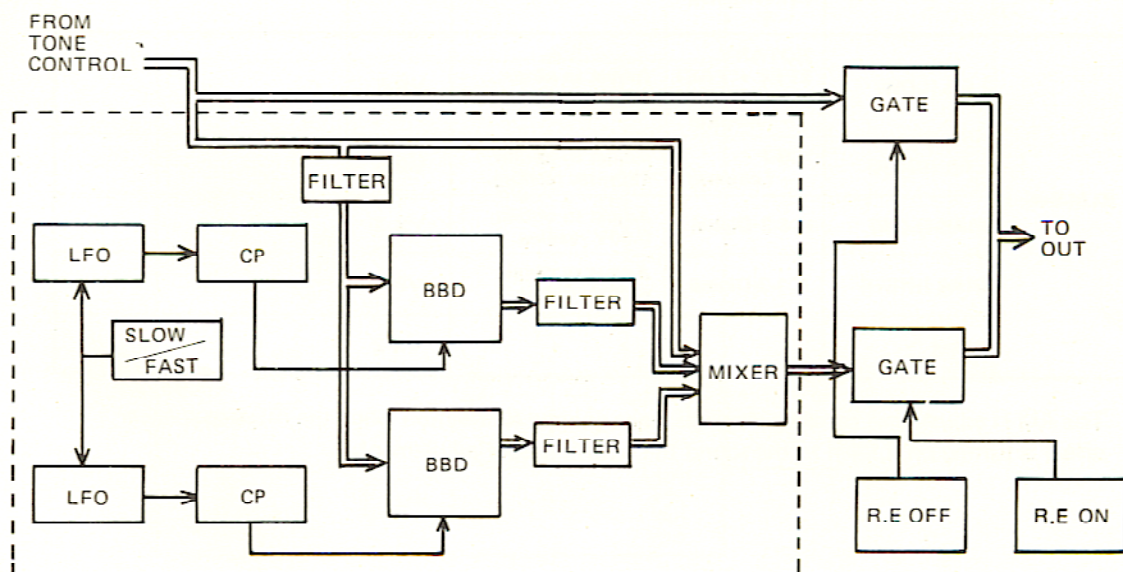 FROM
TONE
CONTROL
GATE
FILTER
TO
OUT
LFO
CP
BBD
FILTER
SLOW
FAST
MIXER
GATE
BBD
FILTER
LFO
CP
R.E OFF
R.E ON